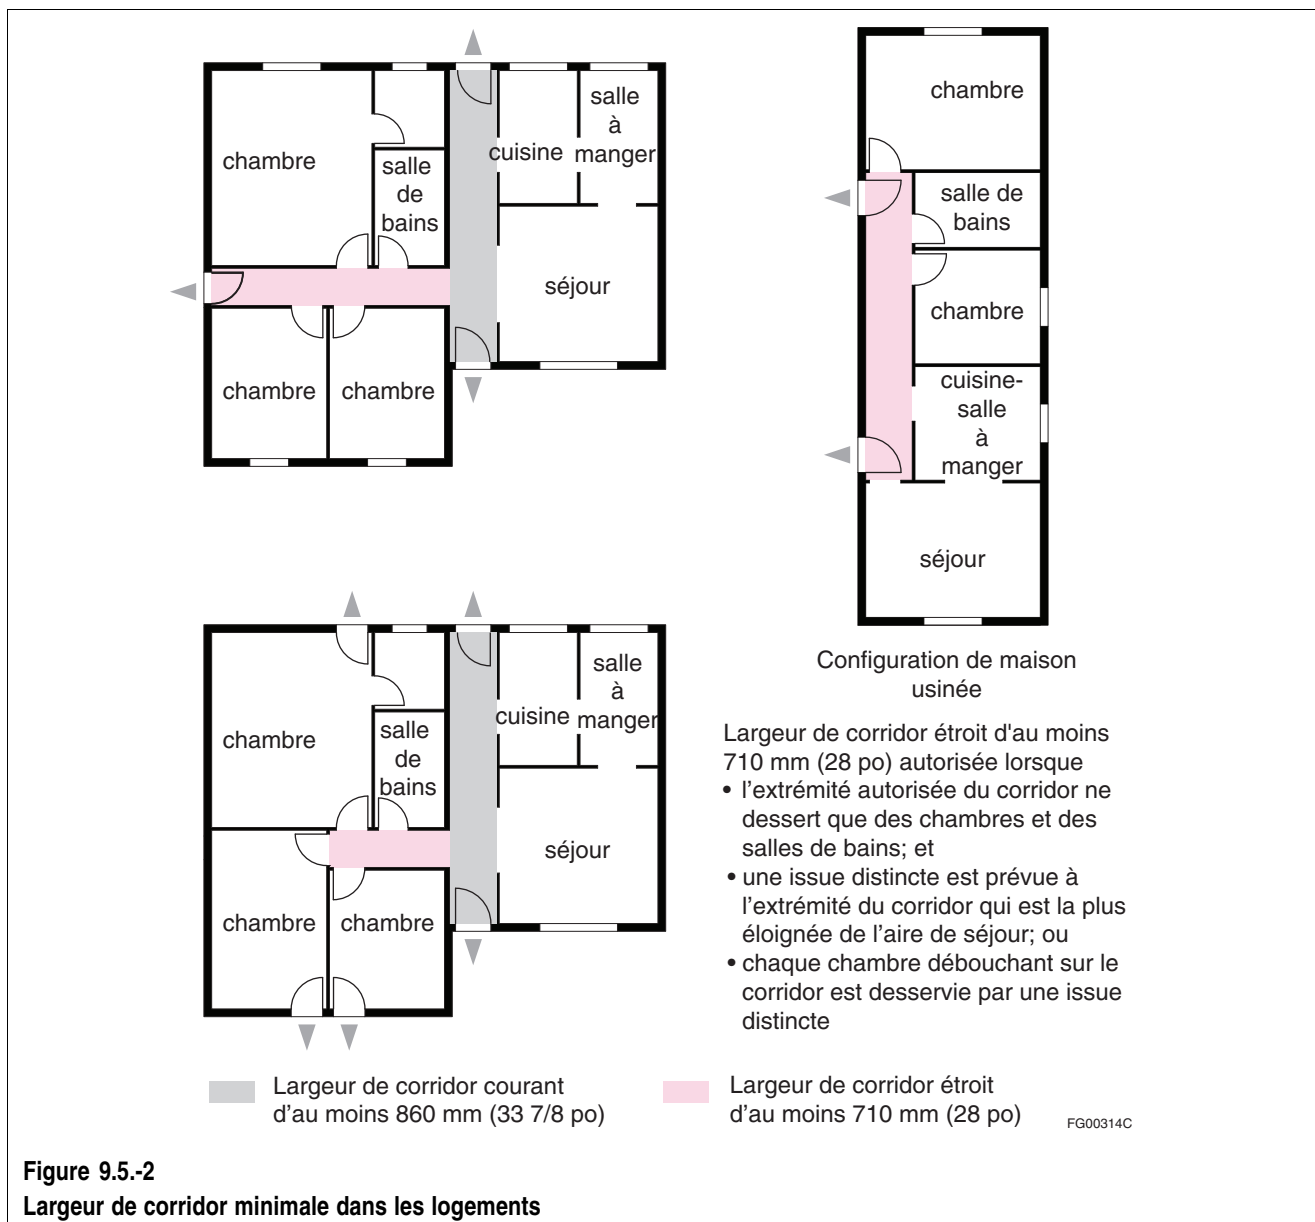 chambre
salle
de
bains
cuisine
salle
à
manger
séjour
chambre
chambre
chambre
salle de
bains
chambre
cuisine-
salle
à
manger
séjour
Configuration de maison
usinée
chambre
salle
de
bains
cuisine
salle
à
manger
séjour
chambre
chambre
Largeur de corridor étroit d'au moins
710 mm (28 po) autorisée lorsque
• l'extrémité autorisée du corridor ne
dessert que des chambres et des
salles de bains; et
• une issue distincte est prévue à
l'extrémité du corridor qui est la plus
éloignée de l'aire de séjour; ou
• chaque chambre débouchant sur le
corridor est desservie par une issue
distincte
Largeur de corridor courant
d'au moins 860 mm (33 7/8 po)
Largeur de corridor étroit
d'au moins 710 mm (28 po)
FG00314C
Figure 9.5.-2
Largeur de corridor minimale dans les logements